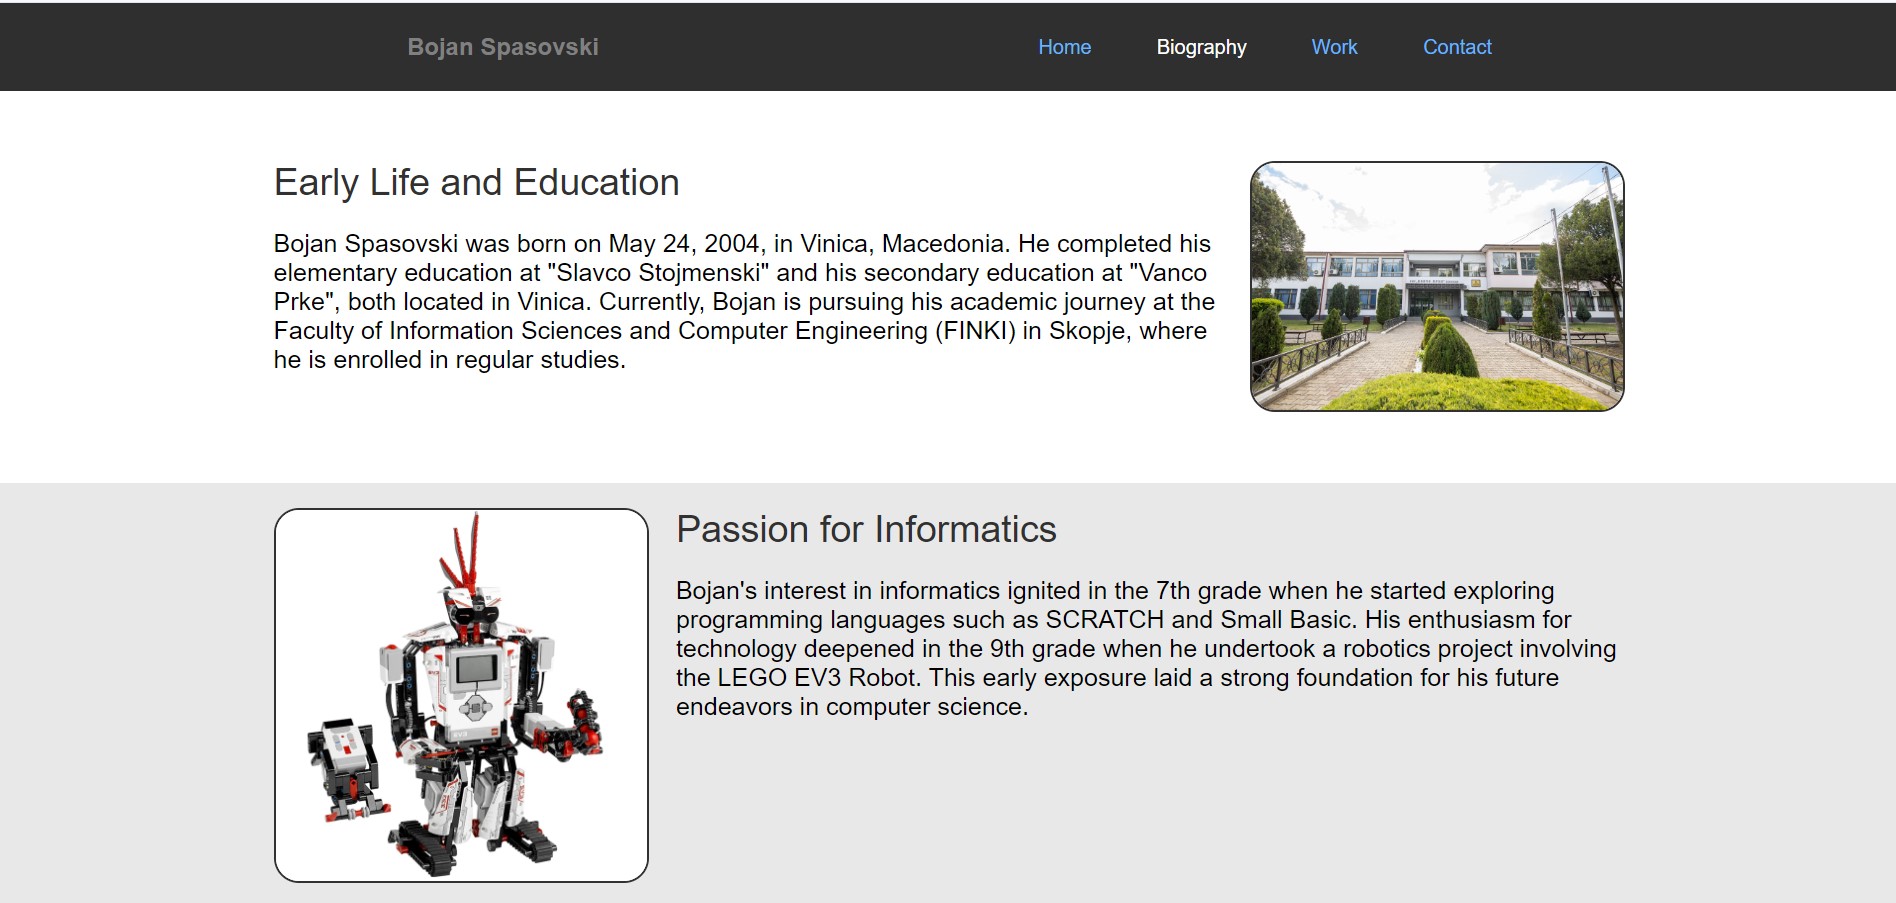 Bojan Spasovski
Home Biography Work Contact
Early Life and Education
Bojan Spasovski was born on May 24, 2004, in Vinica, Macedonia. He completed his
elementary education at "Slavco Stojmenski" and his secondary education at "Vanco
Prke", both located in Vinica. Currently, Bojan is pursuing his academic journey at the
Faculty of Information Sciences and Computer Engineering (FINKI) in Skopje, where
he is enrolled in regular studies.
Passion for Informatics
Bojan's interest in informatics ignited in the 7th grade when he started exploring
programming languages such as SCRATCH and Small Basic. His enthusiasm for
technology deepened in the 9th grade when he undertook a robotics project involving
the LEGO EV3 Robot. This early exposure laid a strong foundation for his future
endeavors in computer science.
EV3